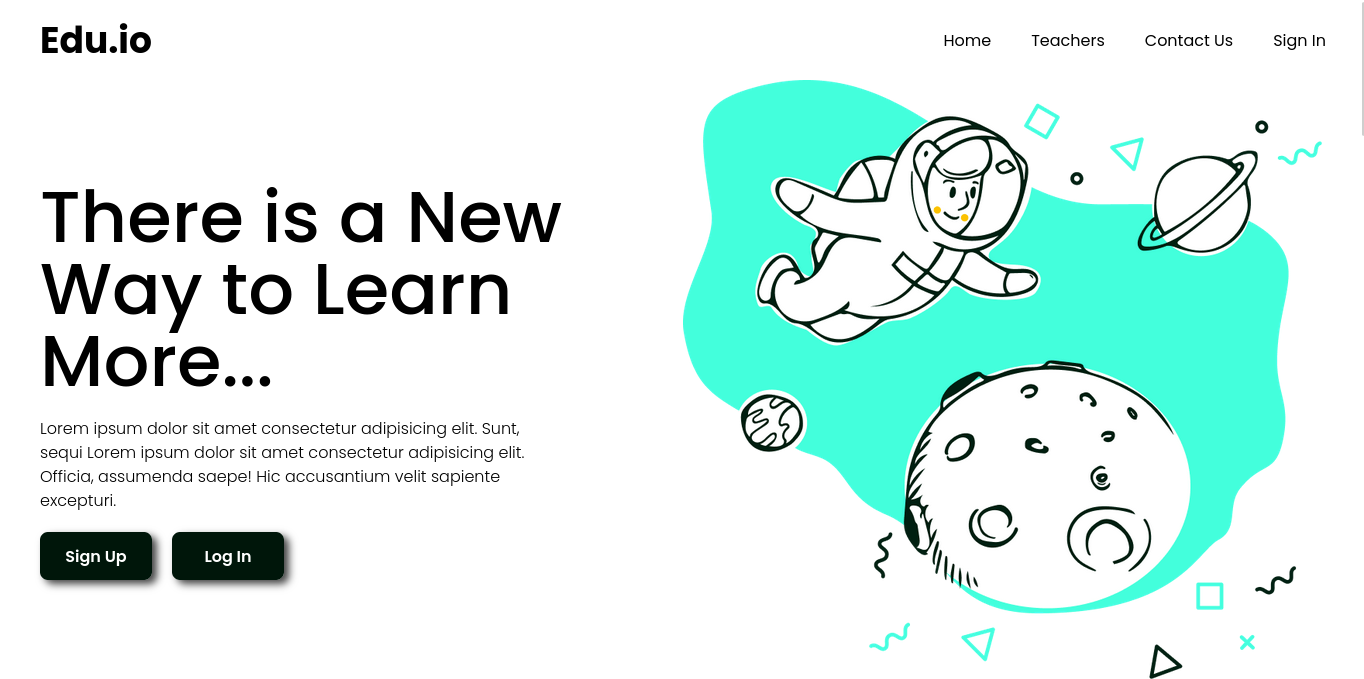 Edu.io
Home Teachers Contact Us Sign In
There is a New
Way to Learn
More...
Lorem ipsum dolor sit amet consectetur adipisicing elit. Sunt,
sequi Lorem ipsum dolor sit amet consectetur adipisicing elit.
Officia, assumenda saepe! Hic accusantium velit sapiente
excepturi.
Sign Up Log In